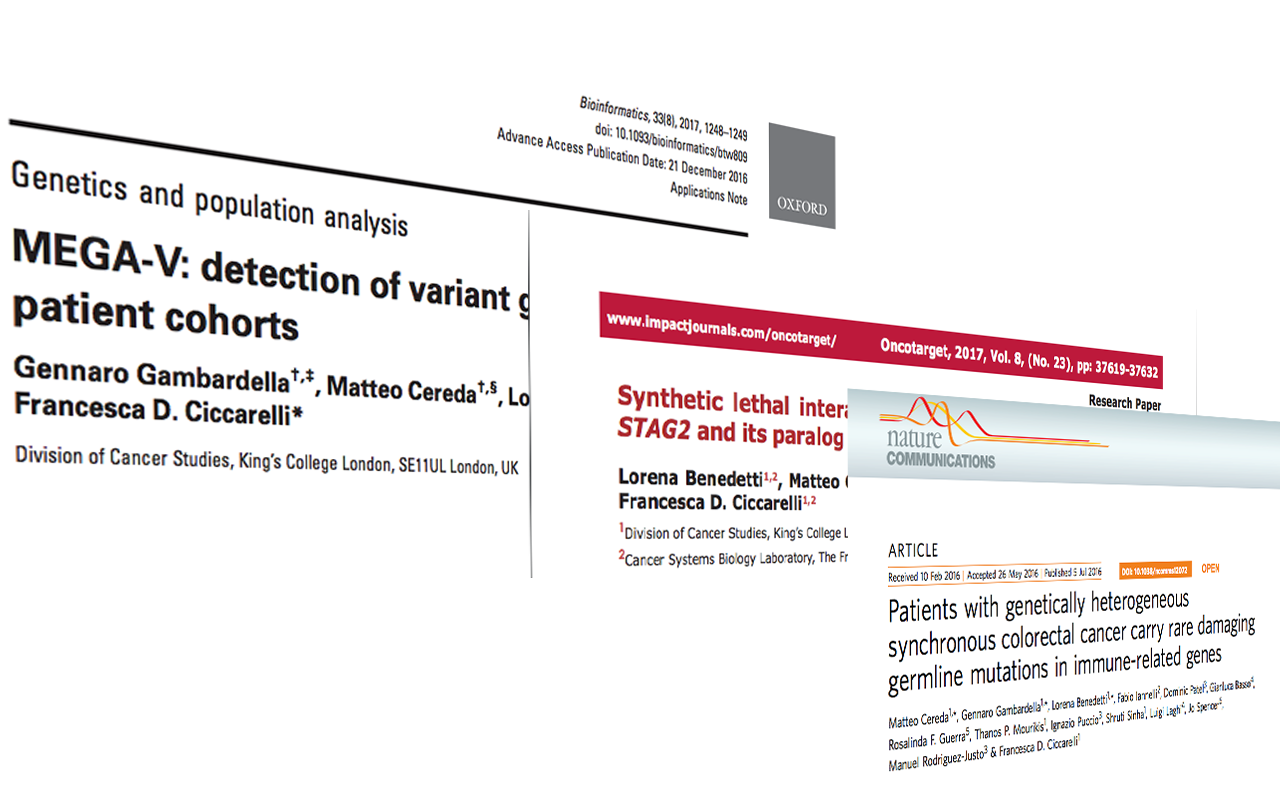 Bioinformatics, 33(8), 2017, 1248–1249
doi: 10.1093/bioinformatics/btw809
Advance Access Publication Date: 21 December 2016
Applications Note
OXFORD
Genetics and population analysis
MEGA-V: detection of variant g
patient cohorts
Gennaro Gambardella†,‡, Matteo Cereda†,§, Lo
Francesca D. Ciccarelli*
Division of Cancer Studies, King's College London, SE11UL London, UK
www.impactjournals.com/oncotarget/ Oncotarget, 2017, Vol. 8, (No. 23), pp: 37619-37632
Research Paper
Synthetic lethal intera
STAG2 and its paralog
Lorena Benedetti1,2, Matteo
Francesca D. Ciccarelli1,2
1Division of Cancer Studies, King's College L
2Cancer Systems Biology Laboratory, The Fr
nature
COMMUNICATIONS
ARTICLE
Received 10 Feb 2016 | Accepted 26 May 2016 | Published 5 Jul 2016 DOI: 10.1038/ncomms12072 OPEN
Patients with genetically heterogeneous
synchronous colorectal cancer carry rare damaging
germline mutations in immune-related genes
Matteo Cereda1,*, Gennaro Gambardella1,*, Lorena Benedetti1,*, Fabio Iannelli2, Dominic Patel3, Gianluca Basso4,
Rosalinda F. Guerra5, Thanos P. Mourikis1, Ignazio Puccio3, Shruti Sinha1, Luigi Laghi4, Jo Spencer5,
Manuel Rodriguez-Justo3 & Francesca D. Ciccarelli1